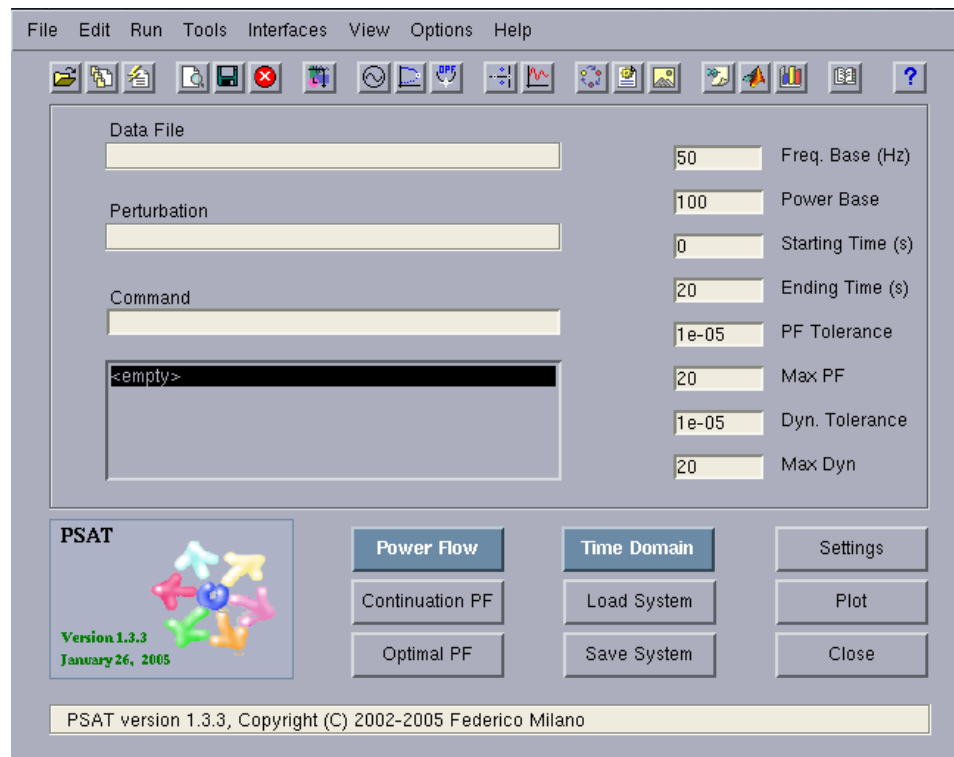 File Edit Run Tools Interfaces View Options Help
OPF
?
Data File
50 Freq. Base (Hz)
100 Power Base
Perturbation
0 Starting Time (s)
20 Ending Time (s)
Command
1e-05 PF Tolerance
<empty>
20 Max PF
1e-05 Dyn. Tolerance
20 Max Dyn
PSAT
Version 1.3.3
January 26, 2005
Power Flow Time Domain Settings
Continuation PF Load System Plot
Optimal PF Save System Close
PSAT version 1.3.3, Copyright (C) 2002-2005 Federico Milano